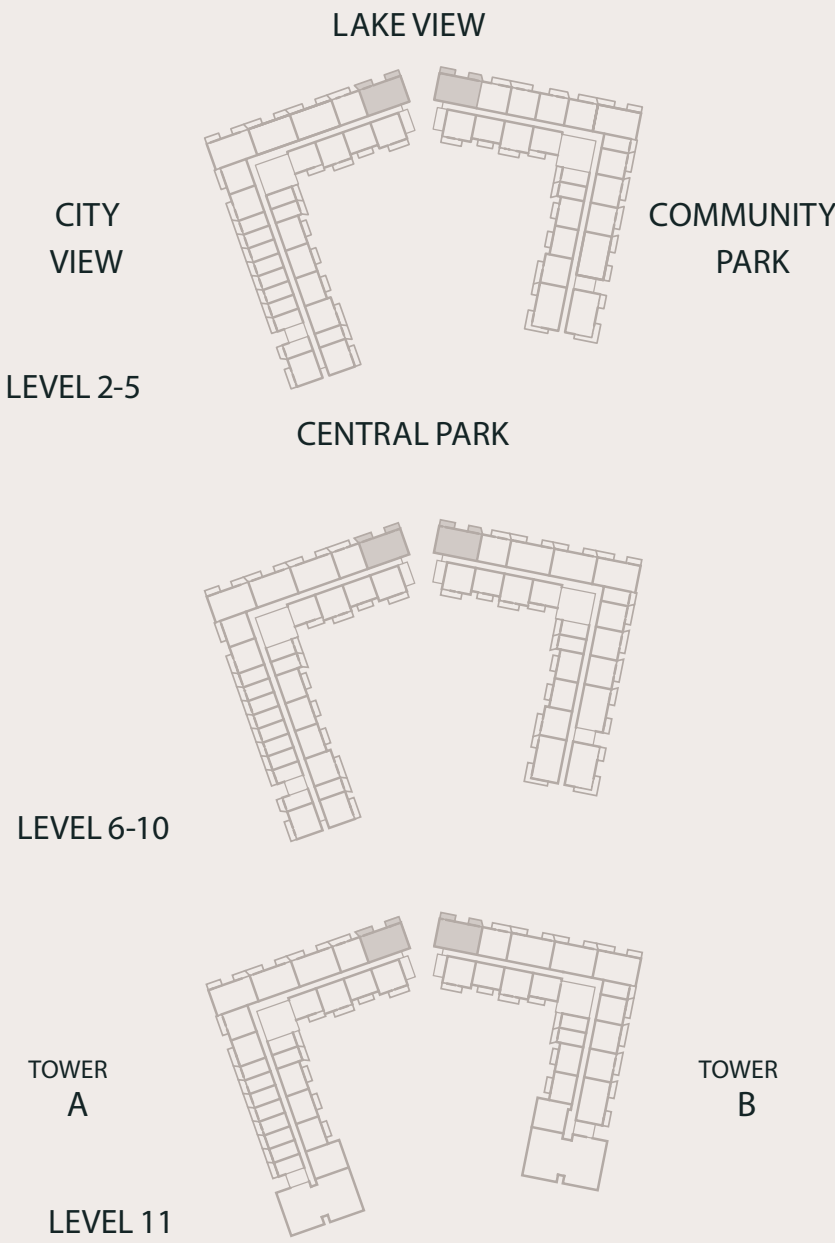 LAKE VIEW
CITY
VIEW
COMMUNITY
PARK
LEVEL 2-5
CENTRAL PARK
LEVEL 6-10
TOWER
A
TOWER
B
LEVEL 11